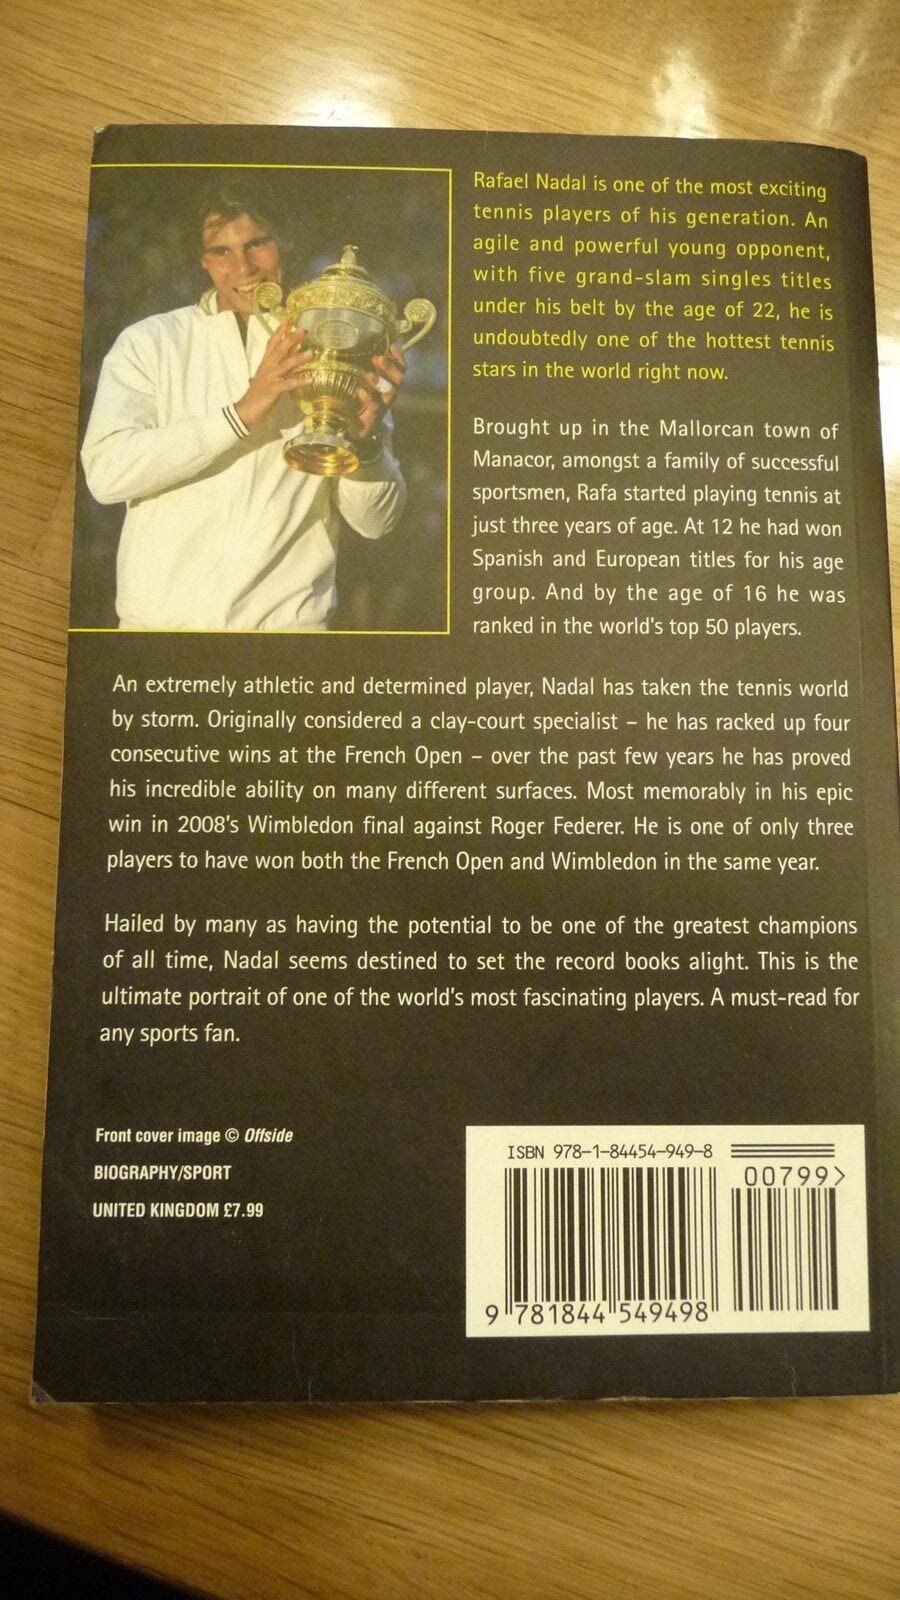 Rafael Nadal is one of the most exciting
tennis players of his generation. An
agile and powerful young opponent,
with five grand-slam singles titles
under his belt by the age of 22, he is
undoubtedly one of the hottest tennis
stars in the world right now.
Brought up in the Mallorcan town of
Manacor, amongst a family of successful
sportsmen, Rafa started playing tennis at
just three years of age. At 12 he had won
Spanish and European titles for his age
group. And by the age of 16 he was
ranked in the world's top 50 players.
An extremely athletic and determined player, Nadal has taken the tennis world
by storm. Originally considered a clay-court specialist – he has racked up four
consecutive wins at the French Open – over the past few years he has proved
his incredible ability on many different surfaces. Most memorably in his epic
win in 2008's Wimbledon final against Roger Federer. He is one of only three
players to have won both the French Open and Wimbledon in the same year.
Hailed by many as having the potential to be one of the greatest champions
of all time, Nadal seems destined to set the record books alight. This is the
ultimate portrait of one of the world's most fascinating players. A must-read for
any sports fan.
Front cover image © Offside
BIOGRAPHY/SPORT
UNITED KINGDOM £7.99
ISBN 978-1-84454-949-8
00799>
9 781844 549498